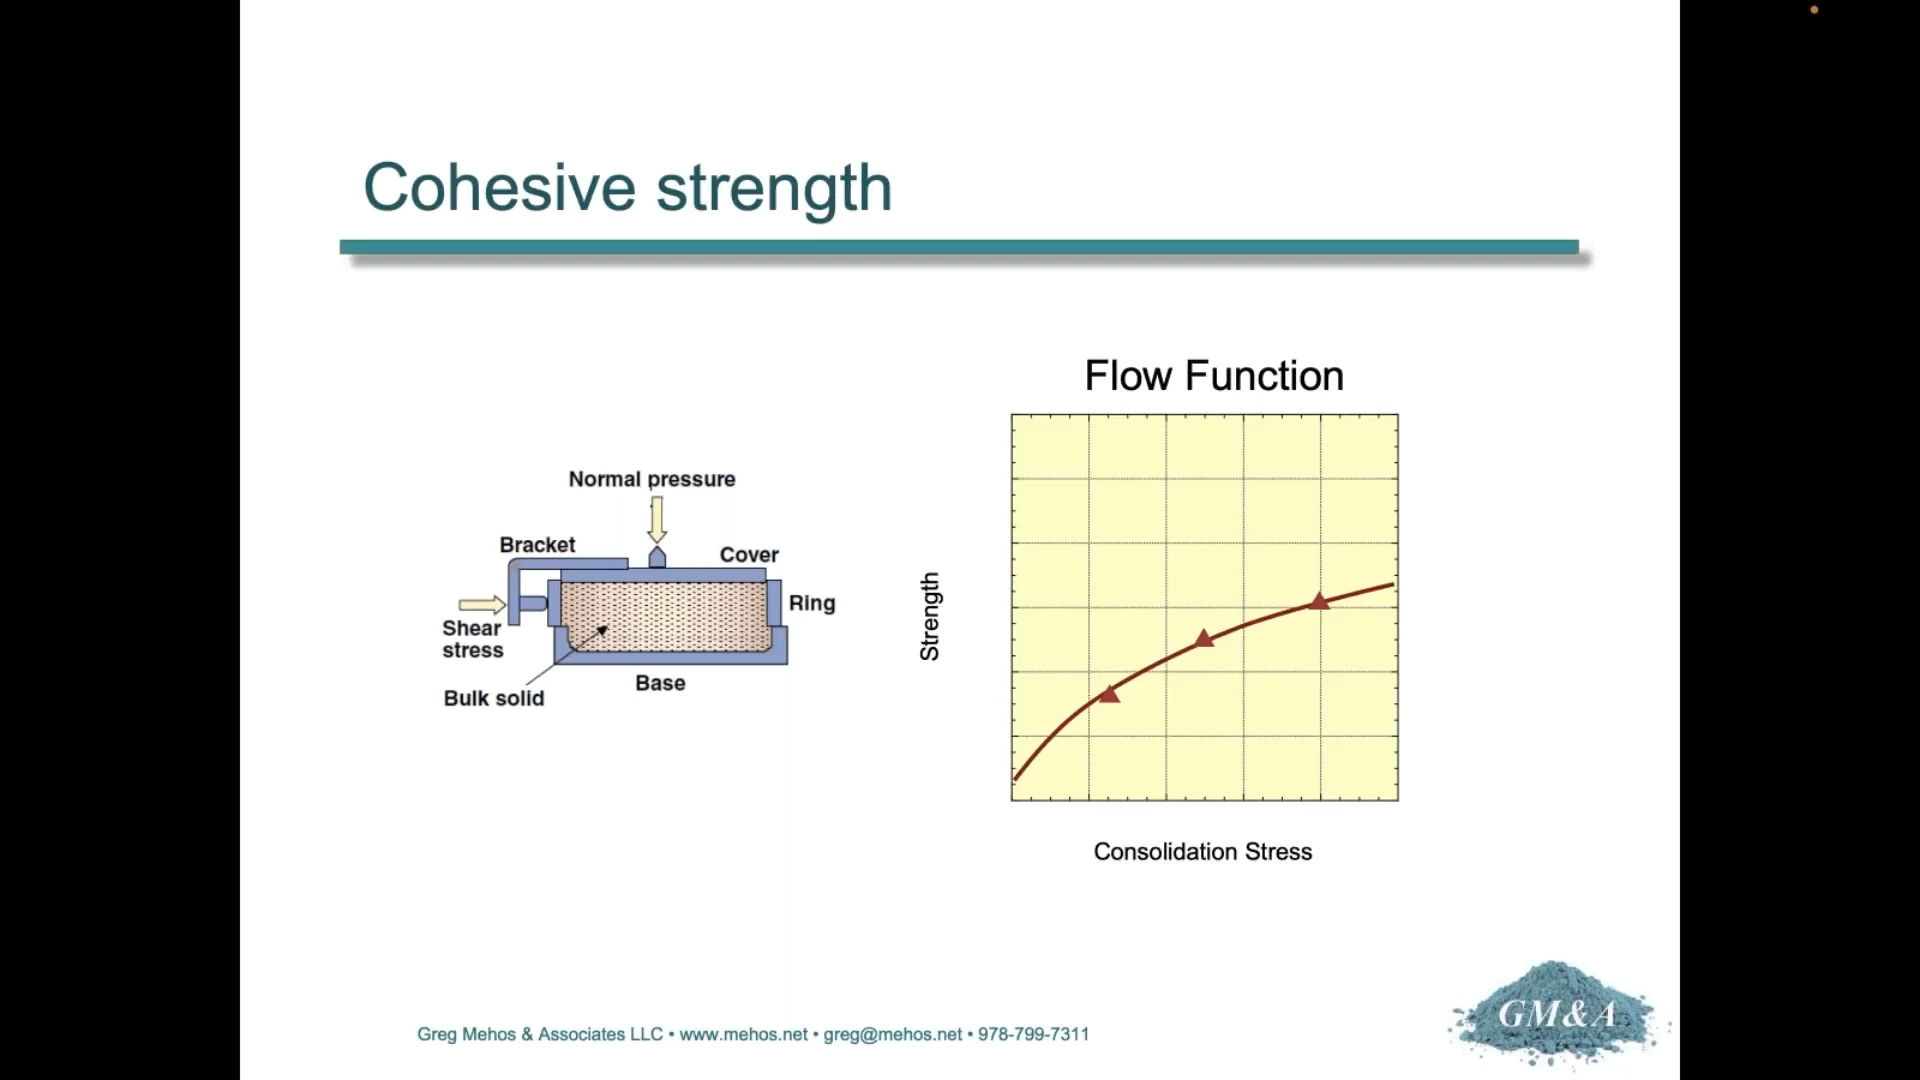 Cohesive strength
Normal pressure
Bracket
Cover
Ring
Shear
stress
Bulk solid
Base
Flow Function
Strength
Consolidation Stress
Greg Mehos & Associates LLC • www.mehos.net • greg@mehos.net • 978-799-7311
GM&A